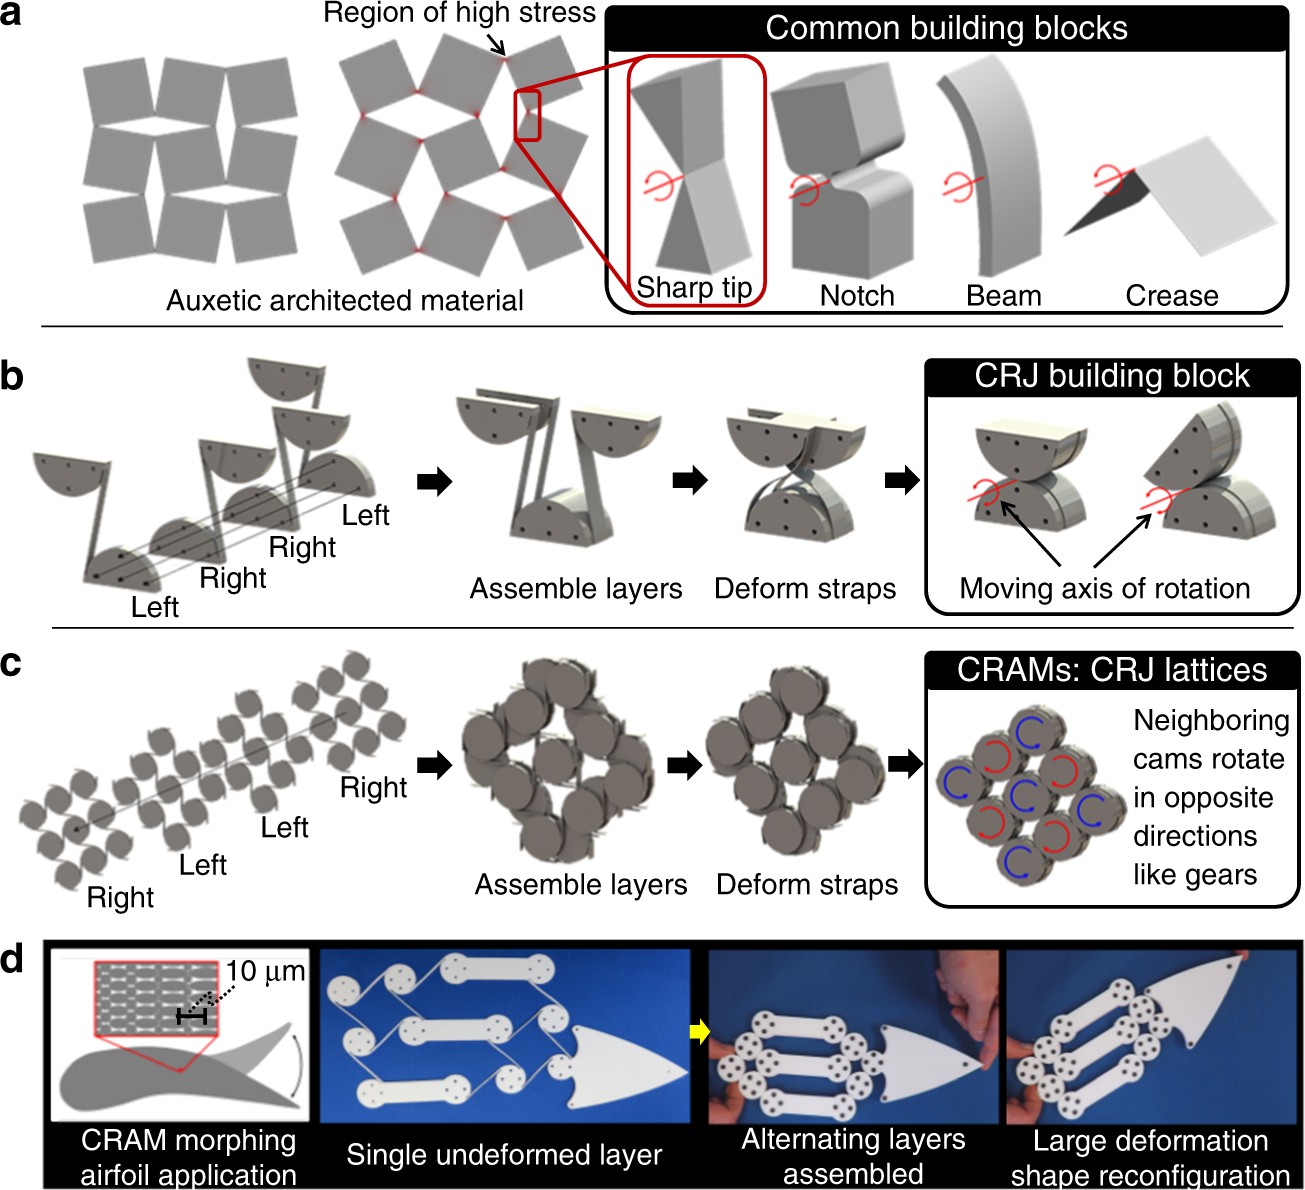 a
Region of high stress
Common building blocks
Sharp tip
Notch
Beam
Crease
Auxetic architected material
b
CRJ building block
Left
Right
Right
Left
Assemble layers
Deform straps
Moving axis of rotation
c
CRAMs: CRJ lattices
Neighboring
cams rotate
in opposite
directions
like gears
Right
Left
Left
Right
Assemble layers
Deform straps
d
10 μm
CRAM morphing
airfoil application
Single undeformed layer
Alternating layers
assembled
Large deformation
shape reconfiguration